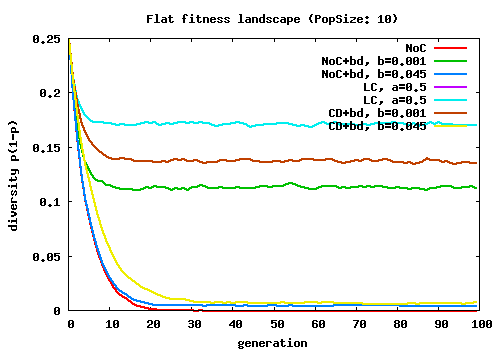 Flat fitness landscape (PopSize: 10)
0.25
0.2
0.15
0.1
0.05
0
diversity p(1-p)
NoC
NoC+bd, b=0.001
NoC+bd, b=0.045
LC, a=0.5
LC, a=0.5
CD+bd, b=0.001
CD+bd, b=0.045
0 10 20 30 40 50 60 70 80 90 100
generation